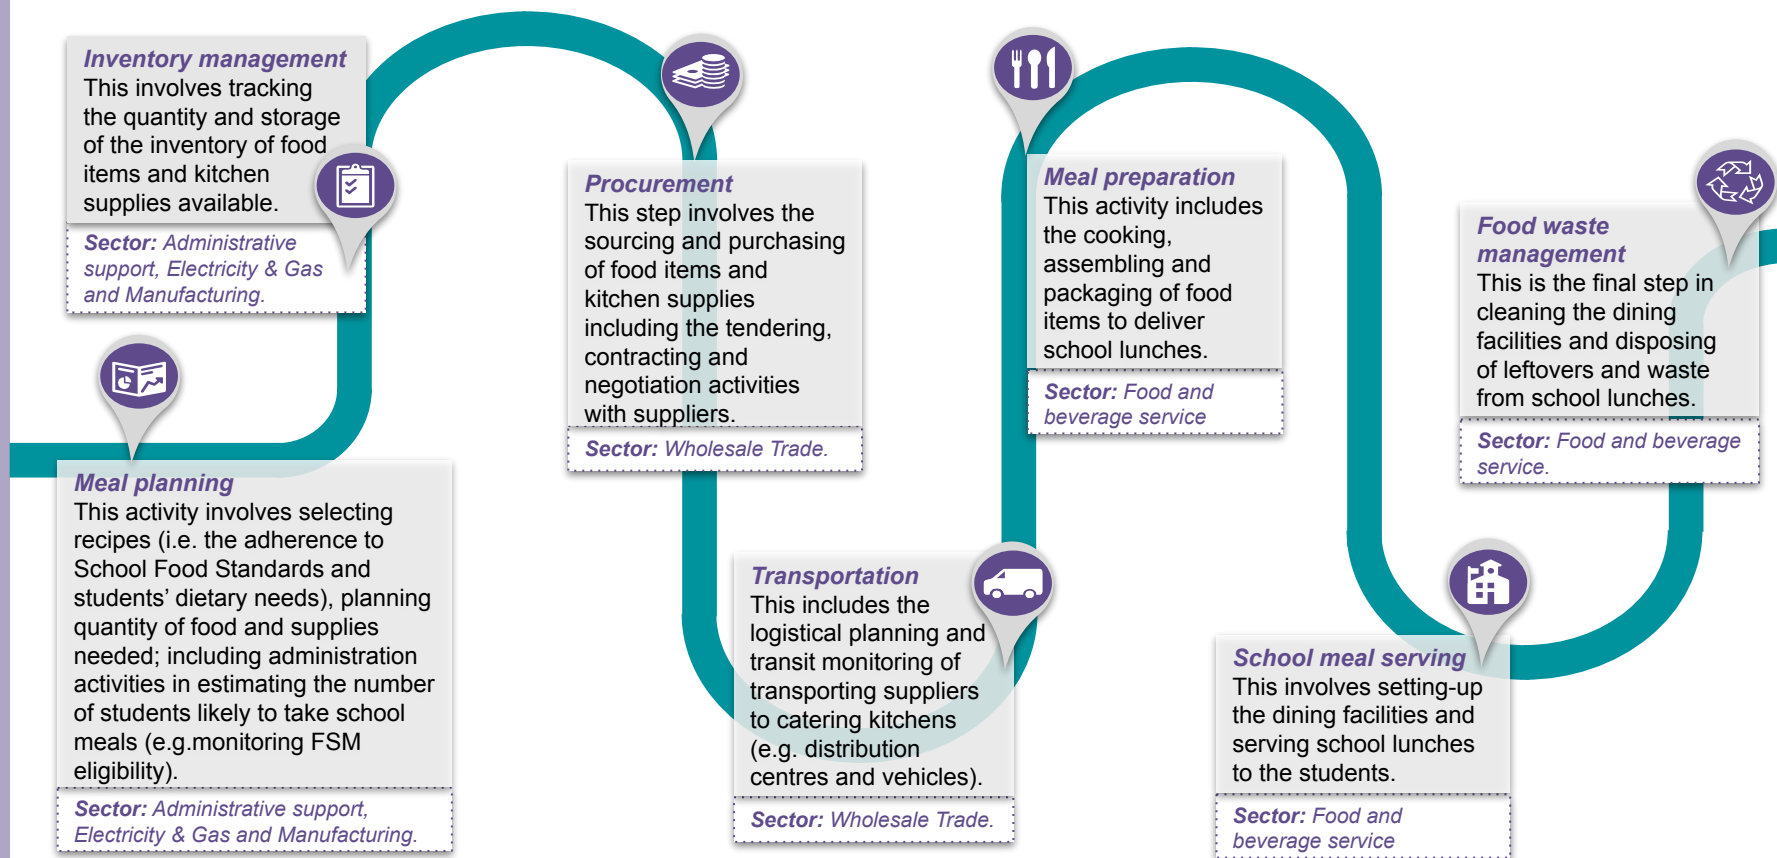 Inventory management
This involves tracking
the quantity and storage
of the inventory of food
items and kitchen
supplies available.
Sector: Administrative
support, Electricity & Gas
and Manufacturing.
Meal planning
This activity involves selecting
recipes (i.e. the adherence to
School Food Standards and
students’ dietary needs), planning
quantity of food and supplies
needed; including administration
activities in estimating the number
of students likely to take school
meals (e.g.monitoring FSM
eligibility).
Sector: Administrative support,
Electricity & Gas and Manufacturing.
Procurement
This step involves the
sourcing and purchasing
of food items and
kitchen supplies
including the tendering,
contracting and
negotiation activities
with suppliers.
Sector: Wholesale Trade.
Transportation
This includes the
logistical planning and
transit monitoring of
transporting suppliers
to catering kitchens
(e.g. distribution
centres and vehicles).
Sector: Wholesale Trade.
Meal preparation
This activity includes
the cooking,
assembling and
packaging of food
items to deliver
school lunches.
Sector: Food and
beverage service
School meal serving
This involves setting-up
the dining facilities and
serving school lunches
to the students.
Sector: Food and
beverage service
Food waste
management
This is the final step in
cleaning the dining
facilities and disposing
of leftovers and waste
from school lunches.
Sector: Food and beverage
service.